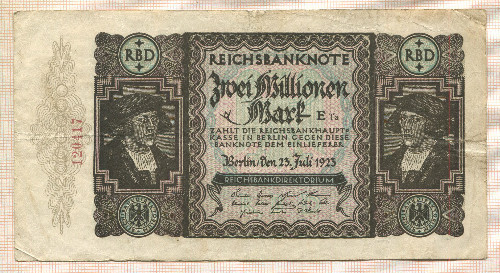 RBD
REICHSBANKNOTE
RBD
Zwei Millionen
Mark
E
ZAHLT DIE REICHSBANKHAUPT-
KASSE IN BERLIN GEGEN DIESE
BANKNOTE DEM EINLIEFERER
Berlin, Den 23. Juli 1923
REICHSBANKDIREKTORIUM
120417